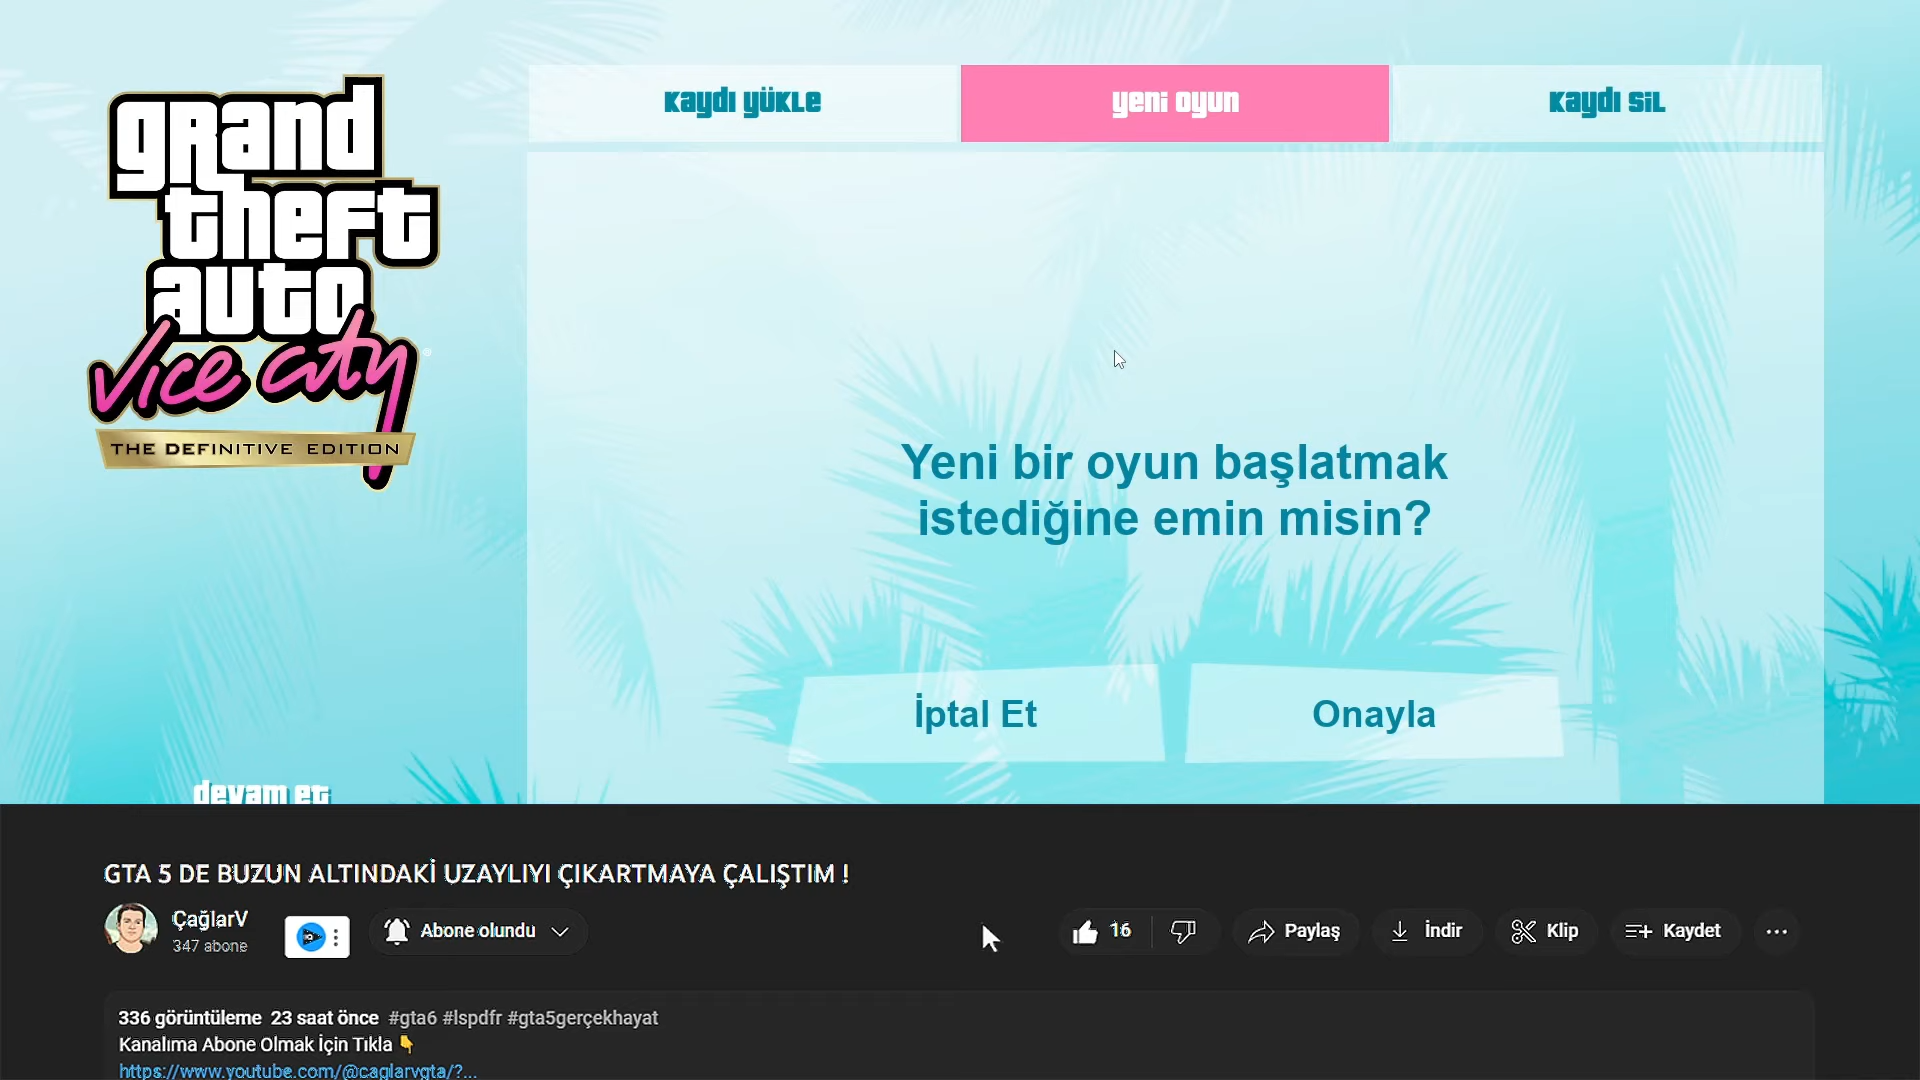 grand
theft
auto
vice city
THE DEFINITIVE EDITION
kaydı yükle
yeni oyun
kaydı sil
Yeni bir oyun başlatmak
istediğine emin misin?
İptal Et
Onayla
devam et
GTA 5 DE BUZUN ALTINDAKİ UZAYLIYI ÇIKARTMAYA ÇALIŞTIM !
ÇağlarV
347 abone
Abone olundu
16
Paylaş
İndir
Klip
Kaydet
336 görüntüleme 23 saat önce #gta6 #lspdfr #gta5gerçekhayat
Kanalıma Abone Olmak İçin Tıkla👇
https://www.youtube.com/@caglarvgta/?...